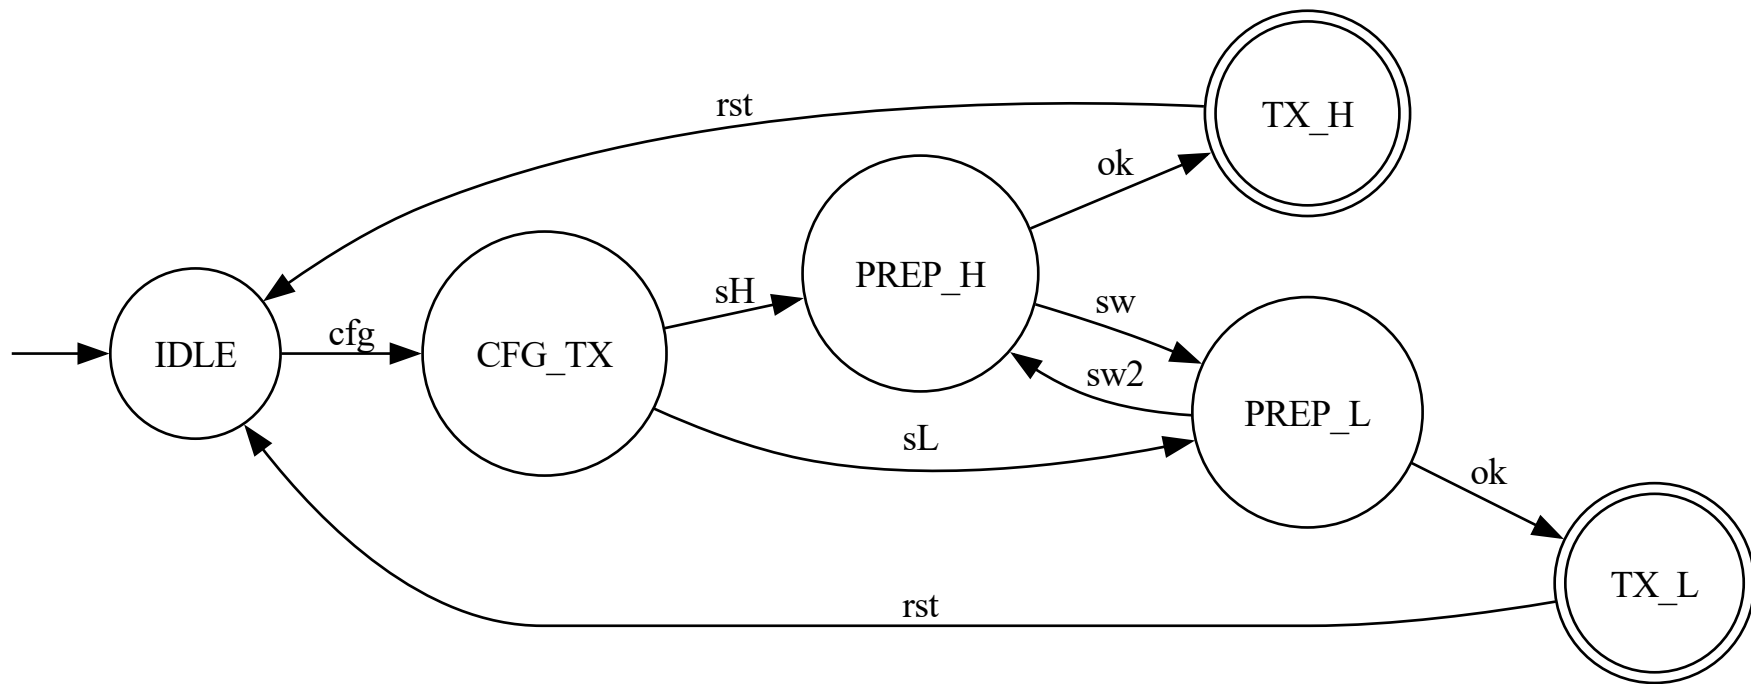 TX_H
rst
ok
PREP_H
sH
sw
cfg
IDLE
CFG_TX
sw2
PREP_L
sL
ok
TX_L
rst